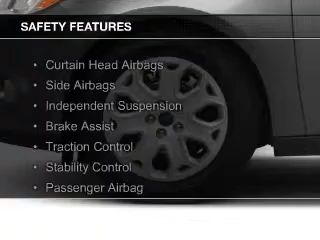 SAFETY FEATURES
• Curtain Head Airbags
• Side Airbags
• Independent Suspension
• Brake Assist
• Traction Control
• Stability Control
• Passenger Airbag